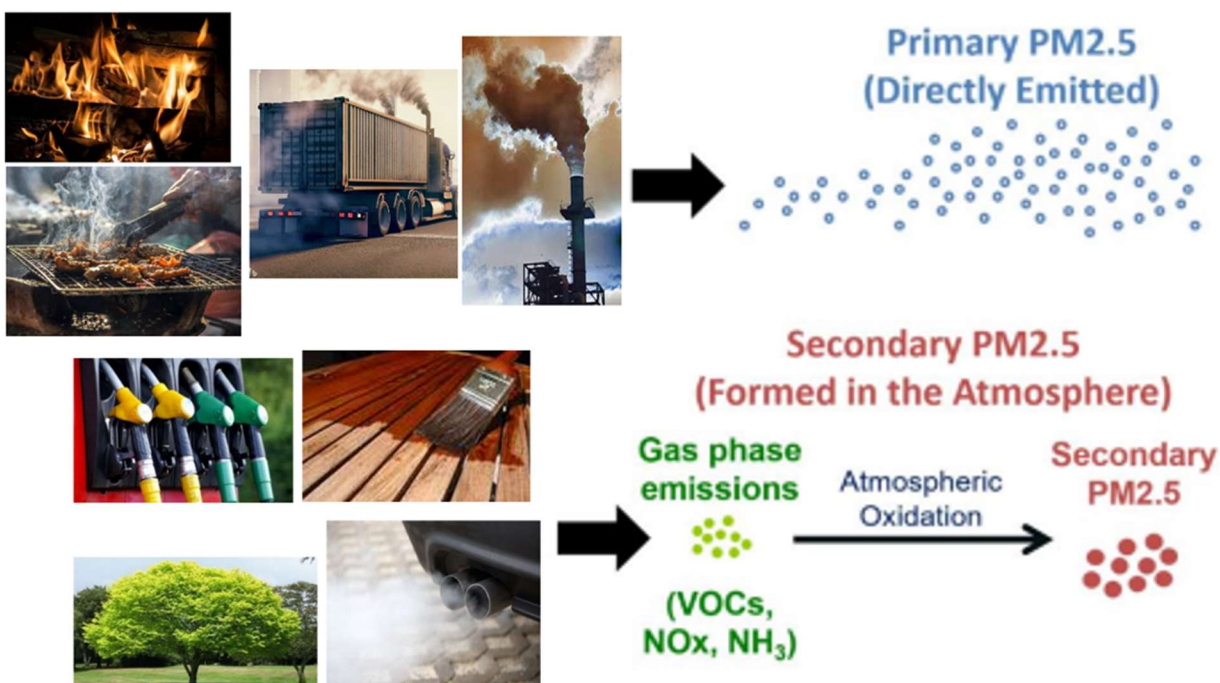 Primary PM2.5
(Directly Emitted)
Secondary PM2.5
(Formed in the Atmosphere)
Gas phase
emissions
Atmospheric
Oxidation
Secondary
PM2.5
(VOCs,
NOx, NH₃)